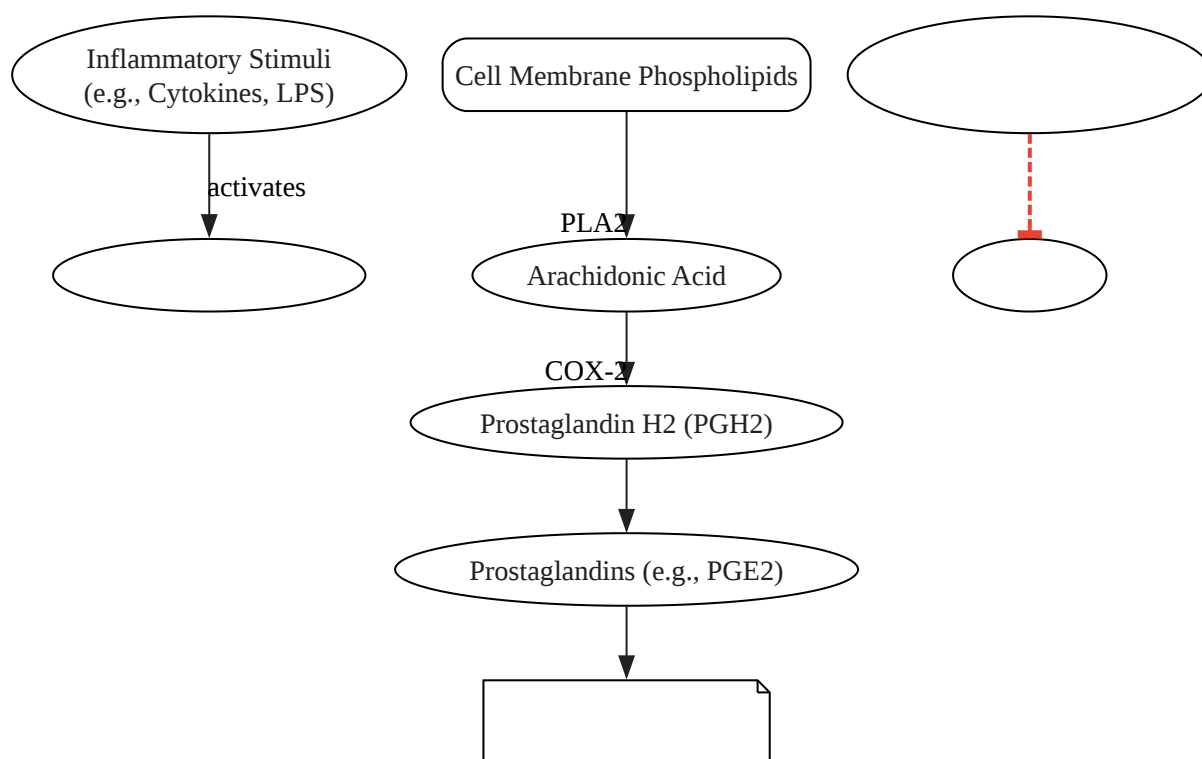 Inflammatory Stimuli
(e.g., Cytokines, LPS)
Cell Membrane Phospholipids
activates
PLA2
Arachidonic Acid
COX-2
Prostaglandin H2 (PGH2)
Prostaglandins (e.g., PGE2)